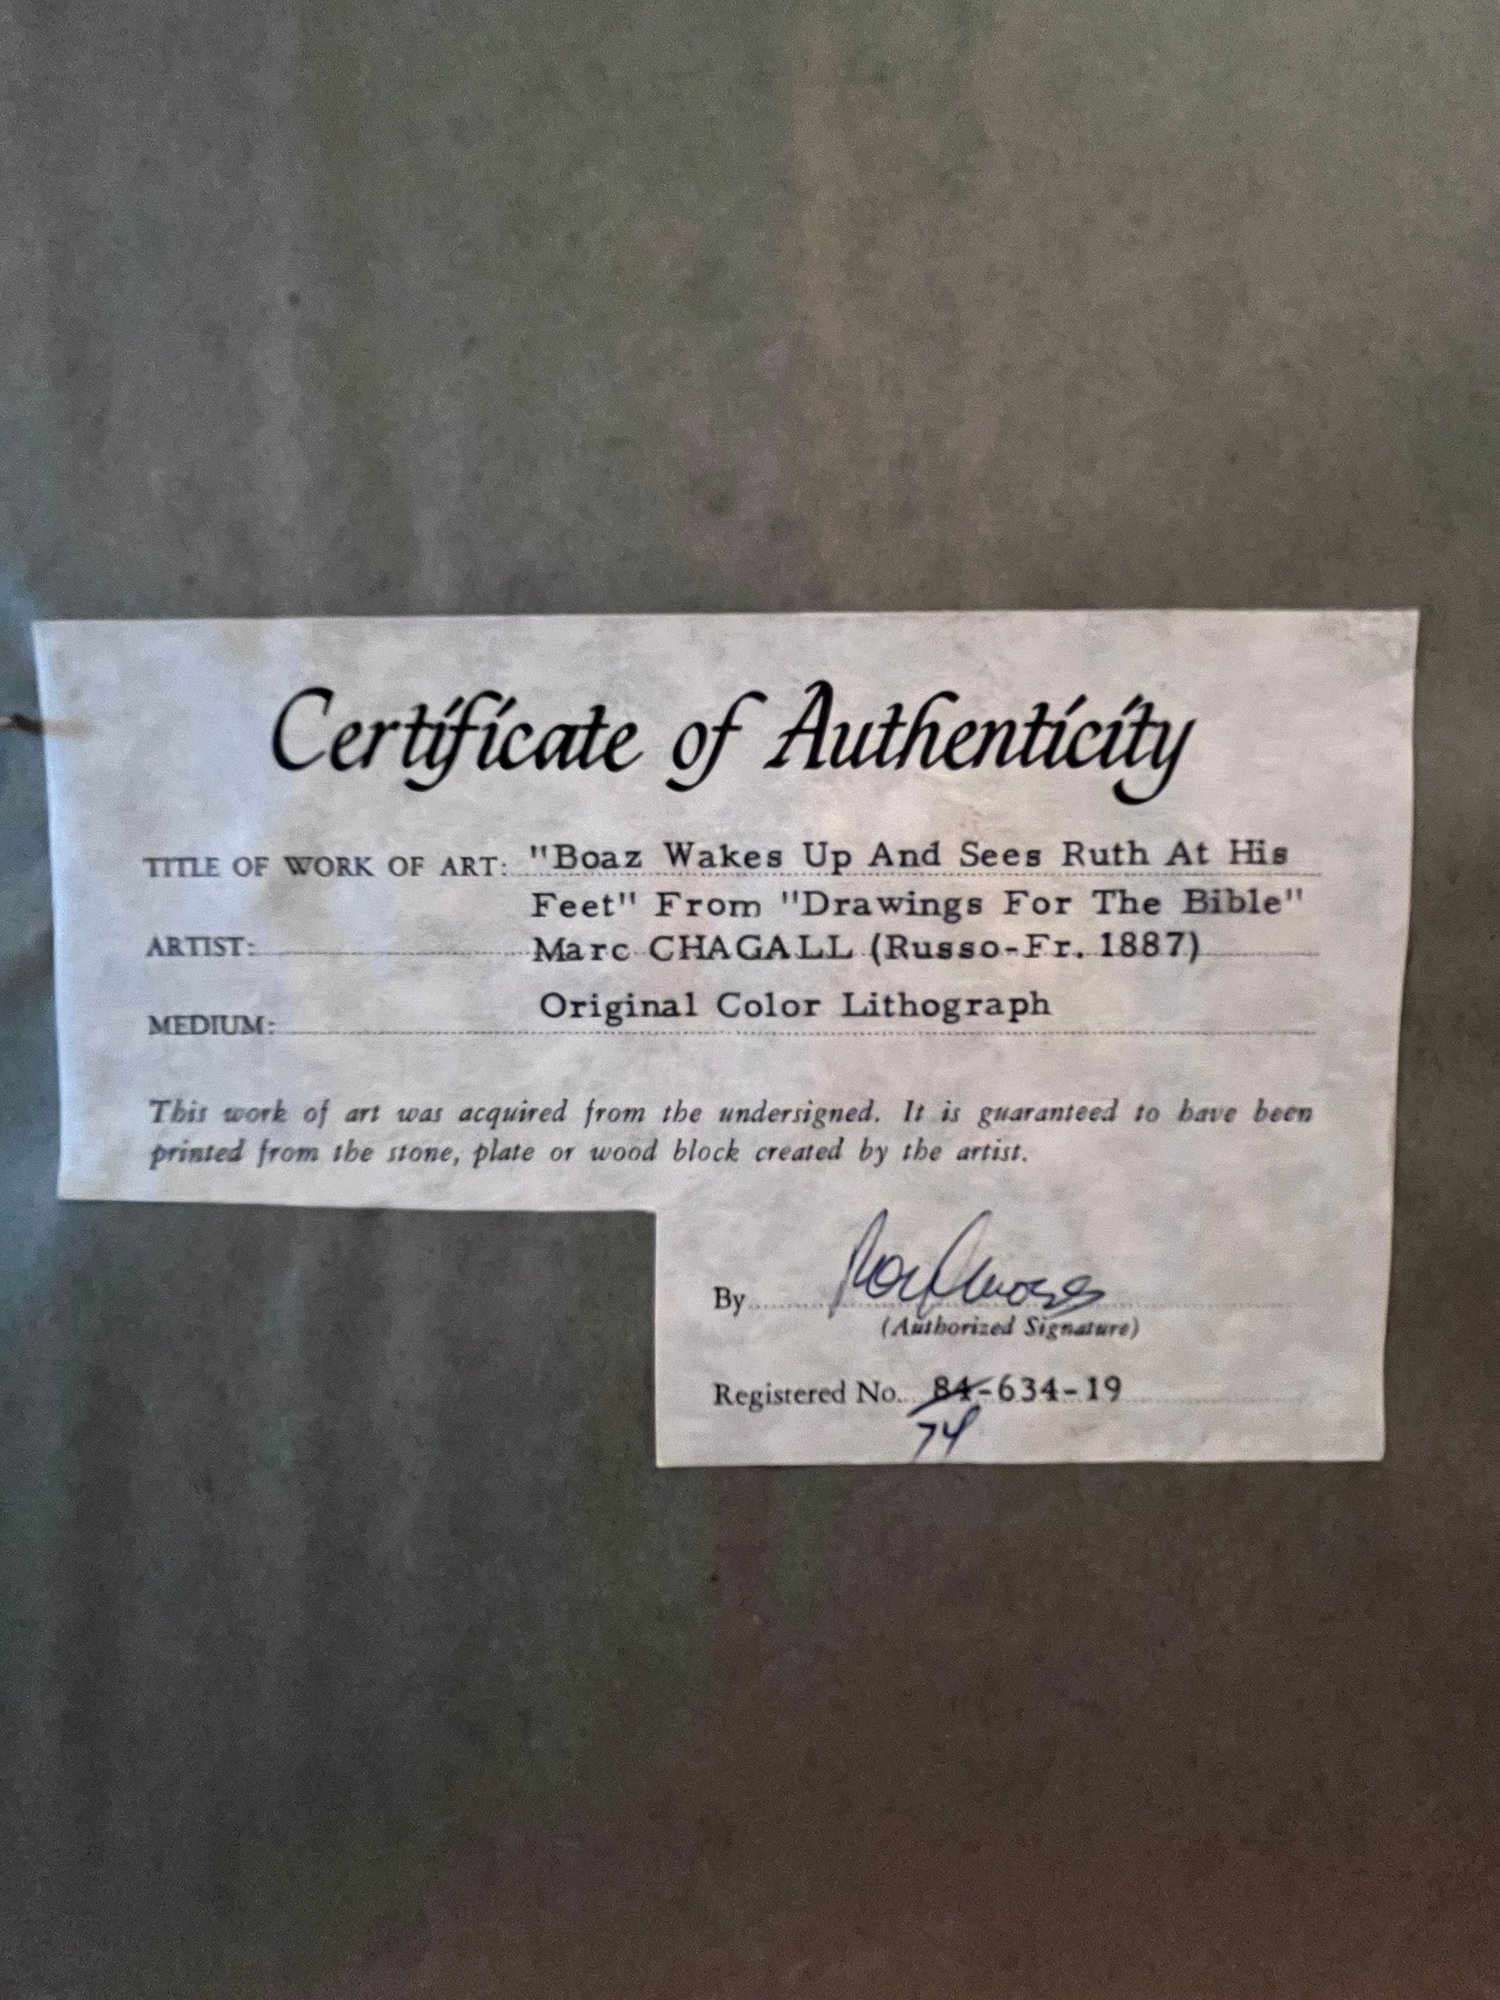 Certificate of Authenticity
TITLE OF WORK OF ART: "Boaz Wakes Up And Sees Ruth At His
Feet" From "Drawings For The Bible"
ARTIST: Marc CHAGALL (Russo-Fr. 1887)
MEDIUM: Original Color Lithograph
This work of art was acquired from the undersigned. It is guaranteed to have been
printed from the stone, plate or wood block created by the artist.
By
(Authorized Signature)
Registered No. 84-634-19
74